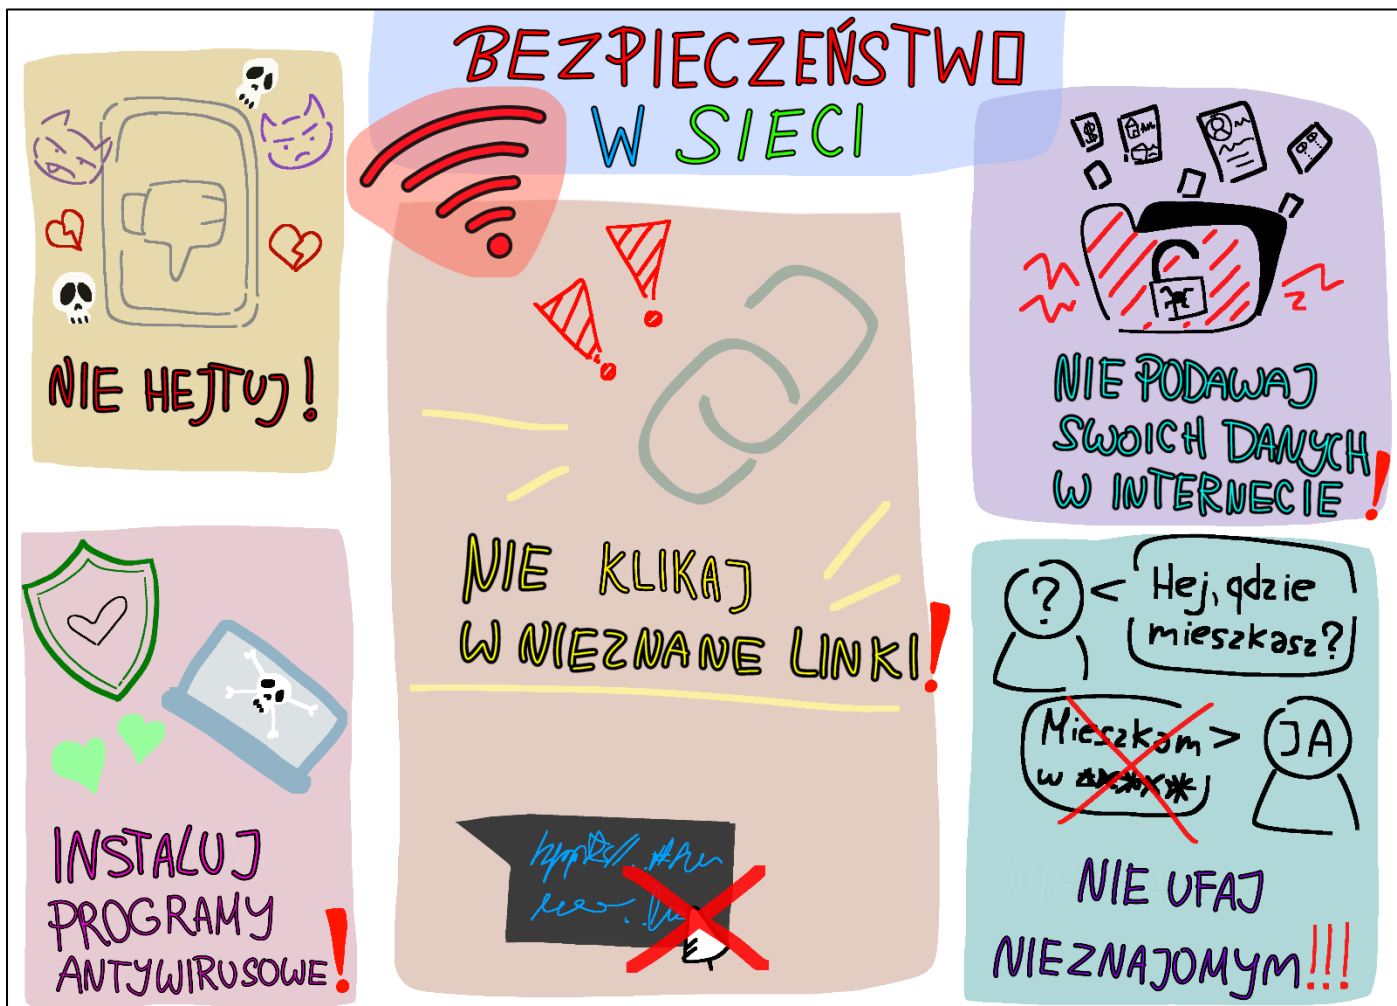 BEZPIECZEŃSTWO
W SIECI
NIE HEJTUJ!
NIE KLIKAJ
W NIEZNANE LINKI!
NIE PODAWAJ
SWOICH DANYCH
W INTERNECIE!
INSTALUJ
PROGRAMY
ANTYWIRUSOWE!
?
< Hej, gdzie
mieszkasz?
Mieszkam >
w *****
JA
NIE UFAJ
NIEZNAJOMYM!!!